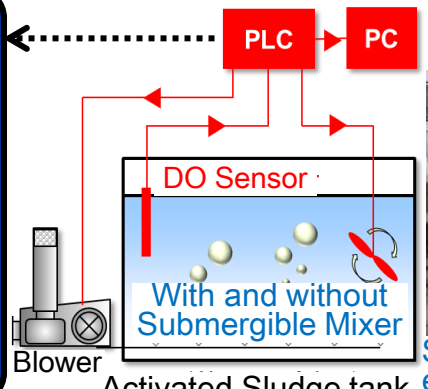 PLC PC
DO Sensor
With and without
Submergible Mixer
Blower
Activated Sludge tank